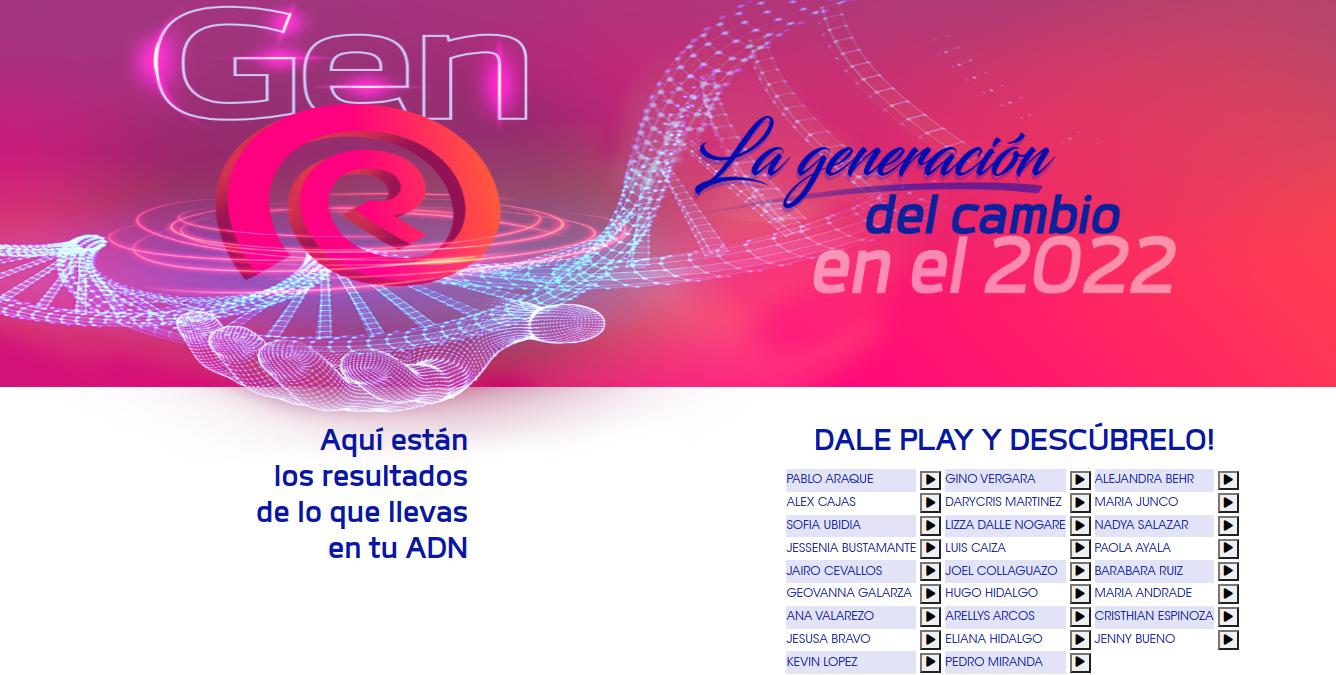 Gen
R
La generación
del cambio
en el 2022
Aquí están
los resultados
de lo que llevas
en tu ADN
DALE PLAY Y DESCÚBRELO!
PABLO ARAQUE GINO VERGARA ALEJANDRA BEHR
ALEX CAJAS DARYCRIS MARTINEZ MARIA JUNCO
SOFIA UBIDIA LIZZA DALLE NOGARE NADYA SALAZAR
JESSENIA BUSTAMANTE LUIS CAIZA PAOLA AYALA
JAIRO CEVALLOS JOEL COLLAGUAZO BARABARA RUIZ
GEOVANNA GALARZA HUGO HIDALGO MARIA ANDRADE
ANA VALAREZO ARELLYS ARCOS CRISTHIAN ESPINOZA
JESUSA BRAVO ELIANA HIDALGO JENNY BUENO
KEVIN LOPEZ PEDRO MIRANDA